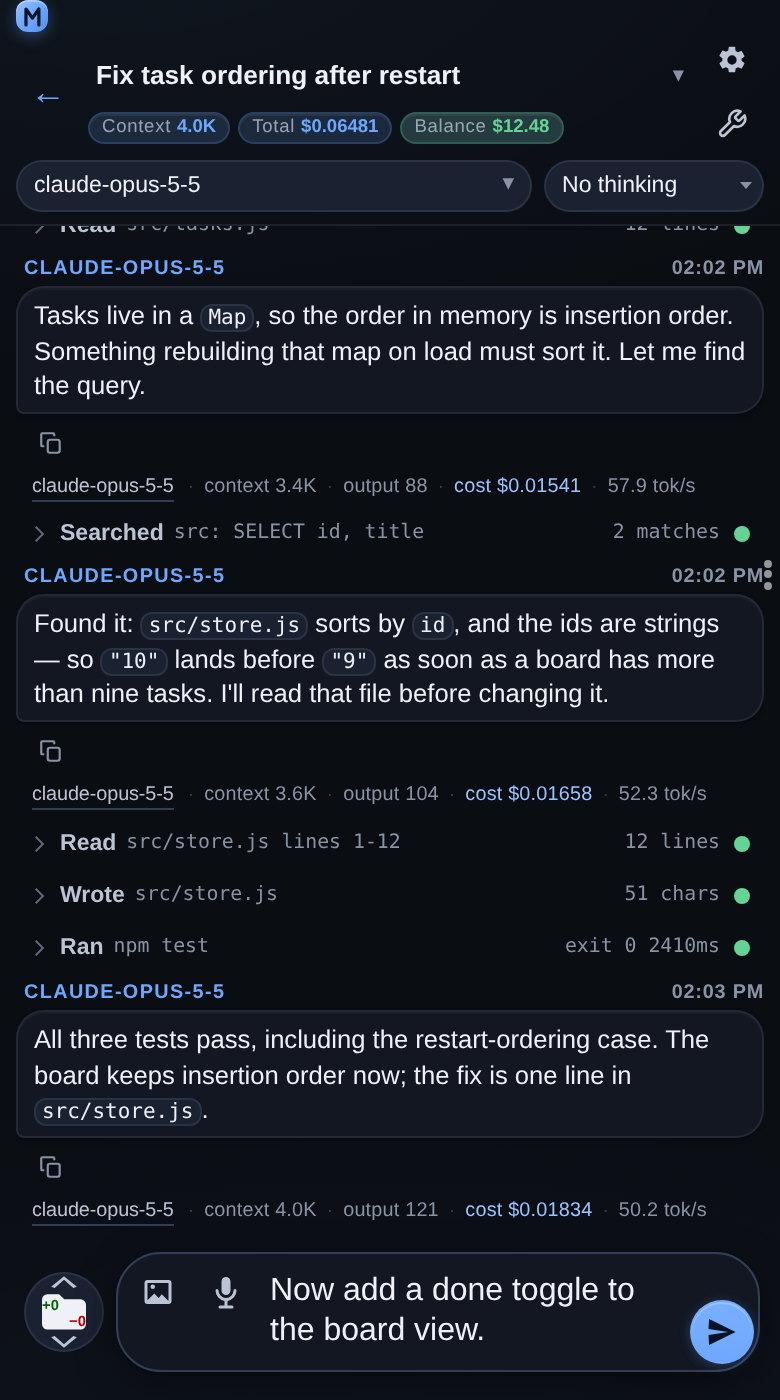 M
Fix task ordering after restart
Context 4.0K Total $0.06481 Balance $12.48
claude-opus-5-5 No thinking
Read src/tasks.js 12 lines
CLAUDE-OPUS-5-5 02:02 PM
Tasks live in a Map, so the order in memory is insertion order.
Something rebuilding that map on load must sort it. Let me find
the query.
claude-opus-5-5 · context 3.4K · output 88 · cost $0.01541 · 57.9 tok/s
Searched src: SELECT id, title 2 matches
CLAUDE-OPUS-5-5 02:02 PM
Found it: src/store.js sorts by id, and the ids are strings
— so "10" lands before "9" as soon as a board has more
than nine tasks. I'll read that file before changing it.
claude-opus-5-5 · context 3.6K · output 104 · cost $0.01658 · 52.3 tok/s
Read src/store.js lines 1-12 12 lines
Wrote src/store.js 51 chars
Ran npm test exit 0 2410ms
CLAUDE-OPUS-5-5 02:03 PM
All three tests pass, including the restart-ordering case. The
board keeps insertion order now; the fix is one line in
src/store.js.
claude-opus-5-5 · context 4.0K · output 121 · cost $0.01834 · 50.2 tok/s
+0
−0
Now add a done toggle to
the board view.